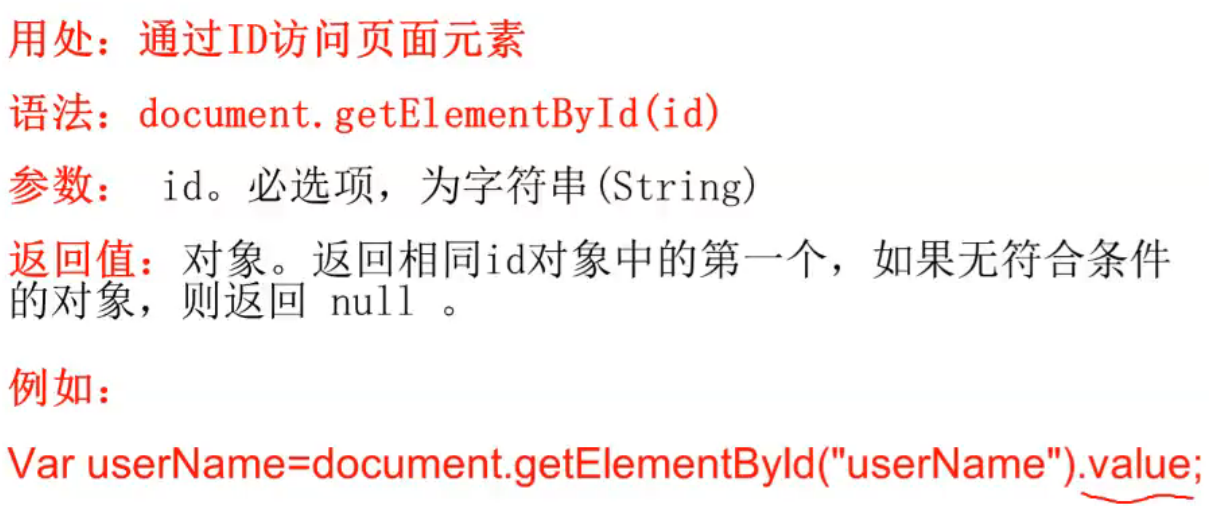 用处：通过ID访问页面元素
语法：document.getElementById(id)
参数： id。必选项，为字符串(String)
返回值：对象。返回相同id对象中的第一个，如果无符合条件
的对象，则返回 null 。
例如：
Var userName=document.getElementById("userName").value;